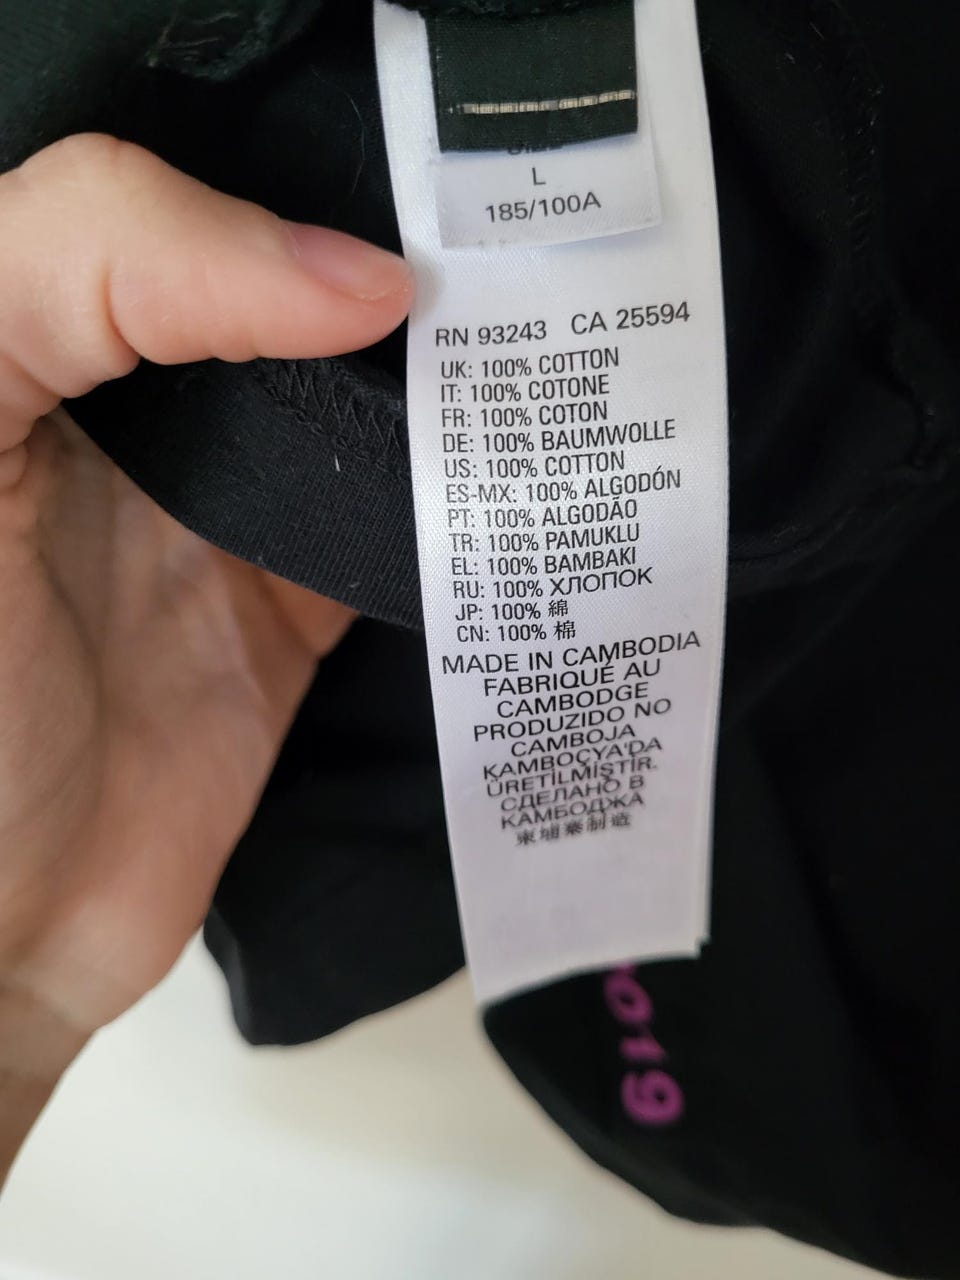 L
185/100A
RN 93243 CA 25594
UK: 100% COTTON
IT: 100% COTONE
FR: 100% COTON
DE: 100% BAUMWOLLE
US: 100% COTTON
ES-MX: 100% ALGODÓN
PT: 100% ALGODÃO
TR: 100% PAMUKLU
EL: 100% BAMBAKI
RU: 100% ХЛОПОК
JP: 100% 綿
CN: 100% 棉
MADE IN CAMBODIA
FABRIQUÉ AU
CAMBODGE
PRODUZIDO NO
CAMBOJA
KAMBOÇYA'DA
ÜRETİLMİŞTİR.
СДЕЛАНО В
КАМБОДЖА
柬埔寨制造
019